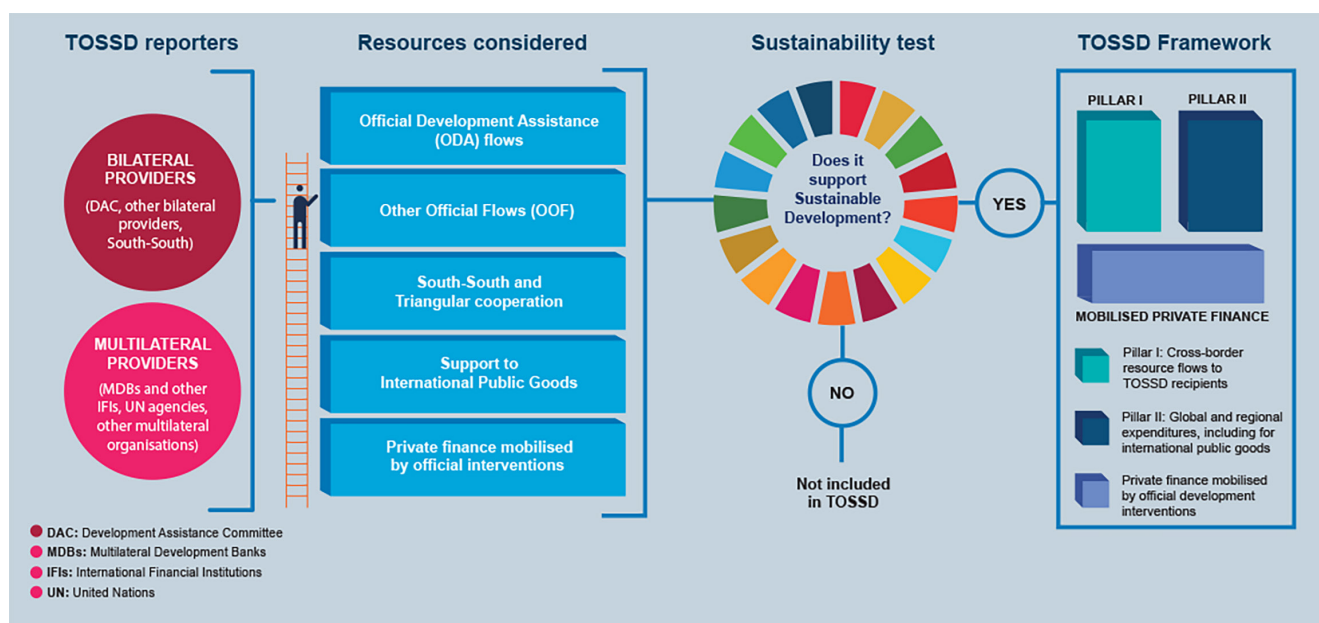 TOSSD reporters
BILATERAL
PROVIDERS
(DAC, other bilateral
providers,
South-South)
MULTILATERAL
PROVIDERS
(MDBs and other
IFIs, UN agencies,
other multilateral
organisations)
DAC: Development Assistance Committee
MDBs: Multilateral Development Banks
IFIs: International Financial Institutions
UN: United Nations
Resources considered
Official Development Assistance
(ODA) flows
Other Official Flows (OOF)
South-South and
Triangular cooperation
Support to
International Public Goods
Private finance mobilised
by official interventions
Sustainability test
Does it
support
Sustainable
Development?
YES
NO
Not included
in TOSSD
TOSSD Framework
PILLAR I
PILLAR II
MOBILISED PRIVATE FINANCE
Pillar I: Cross-border
resource flows to
TOSSD recipients
Pillar II: Global and regional
expenditures, including for
international public goods
Private finance mobilised
by official development
interventions